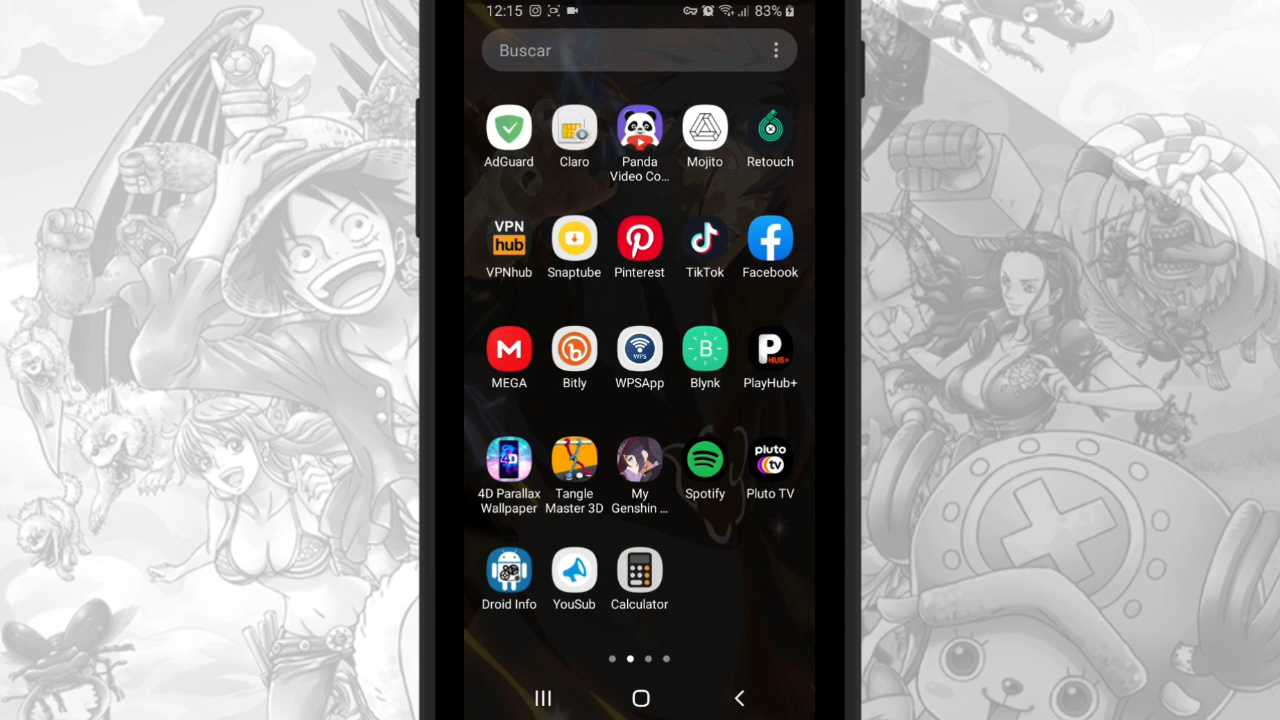 12:15
83%
Buscar
AdGuard
Claro
Panda
Video Co...
Mojito
Retouch
VPN
hub
VPNhub
Snaptube
Pinterest
TikTok
Facebook
M
WPS
B
P
HUB+
MEGA
Bitly
WPSApp
Blynk
PlayHub+
4D
pluto
tv
4D Parallax
Wallpaper
Tangle
Master 3D
My
Genshin ...
Spotify
Pluto TV
Droid Info
YouSub
Calculator